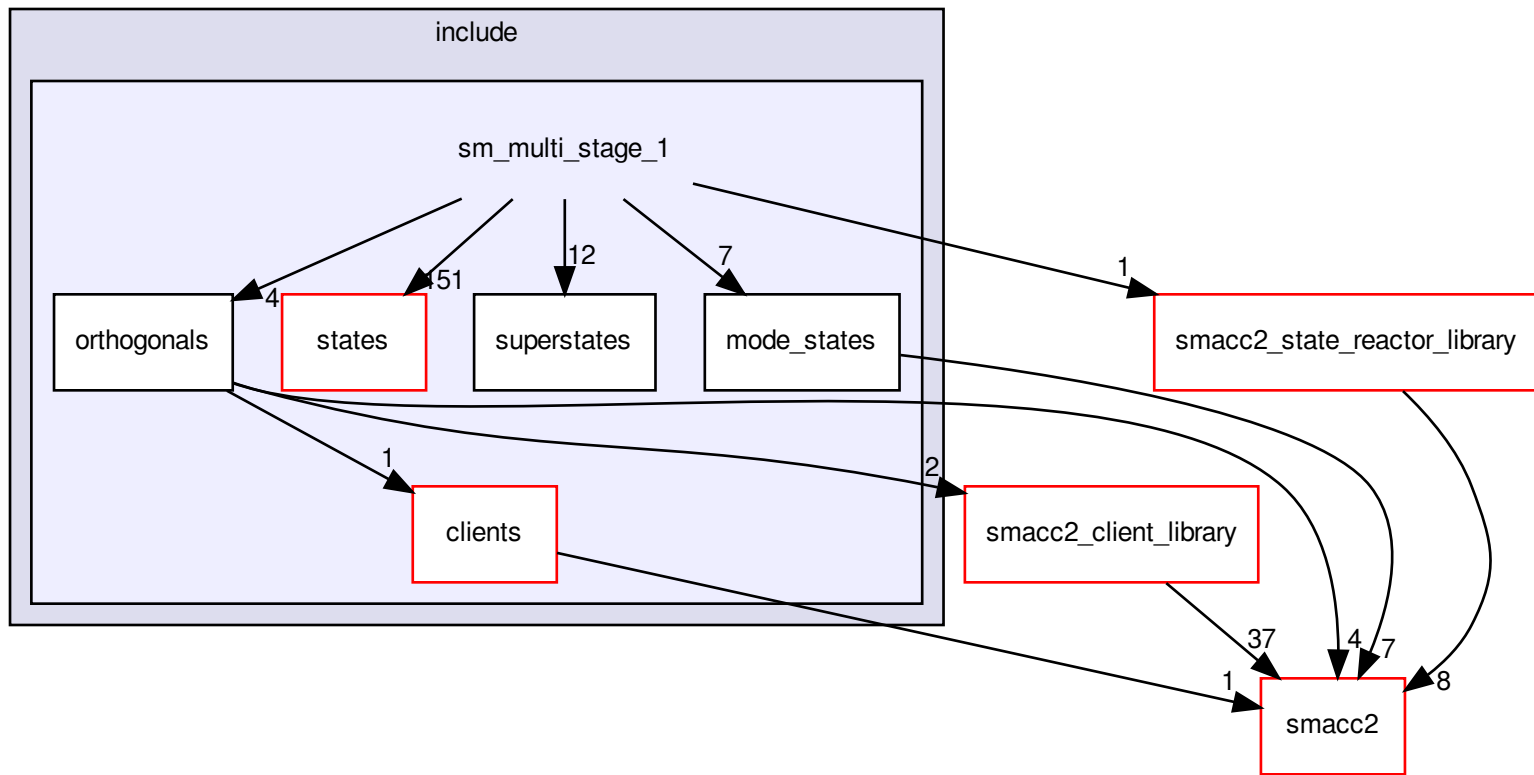 include
sm_multi_stage_1
12
7
1
4
151
orthogonals
states
superstates
mode_states
smacc2_state_reactor_library
1
2
clients
smacc2_client_library
37
4
7
1
8
smacc2